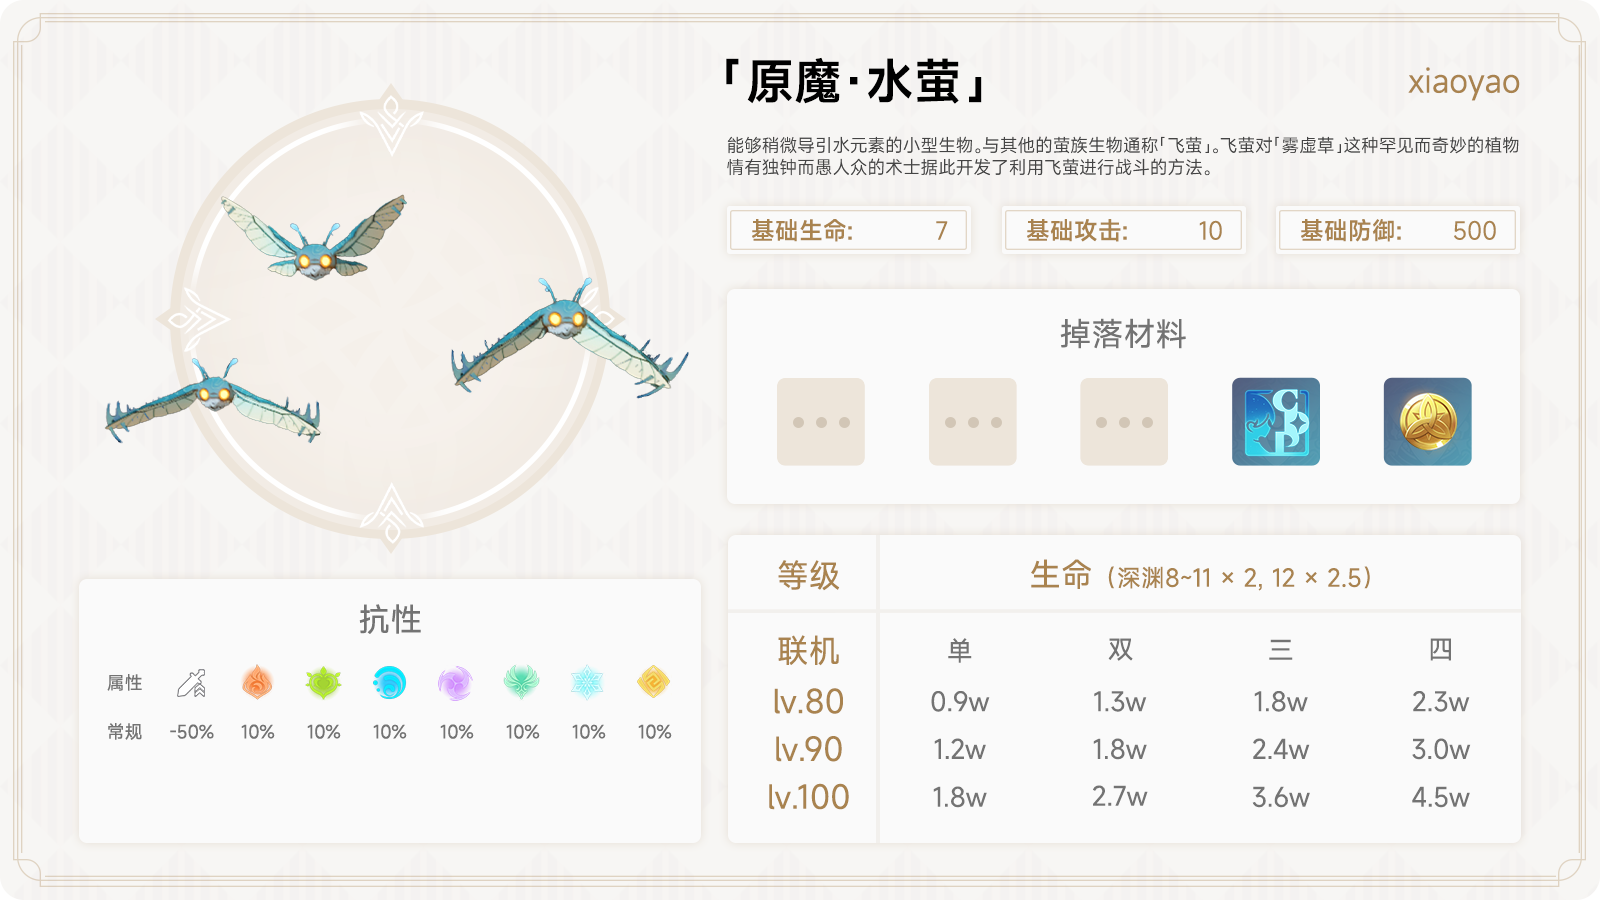 「原魔·水萤」
xiaoyao
能够稍微导引水元素的小型生物。与其他的萤族生物通称「飞萤」。飞萤对「雾虚草」这种罕见而奇妙的植物
情有独钟而愚人众的术士据此开发了利用飞萤进行战斗的方法。
基础生命: 7
基础攻击: 10
基础防御: 500
掉落材料
等级 生命 (深渊8~11 × 2, 12 × 2.5)
联机 单 双 三 四
lv.80 0.9w 1.3w 1.8w 2.3w
lv.90 1.2w 1.8w 2.4w 3.0w
lv.100 1.8w 2.7w 3.6w 4.5w
抗性
属性
常规 -50% 10% 10% 10% 10% 10% 10% 10%